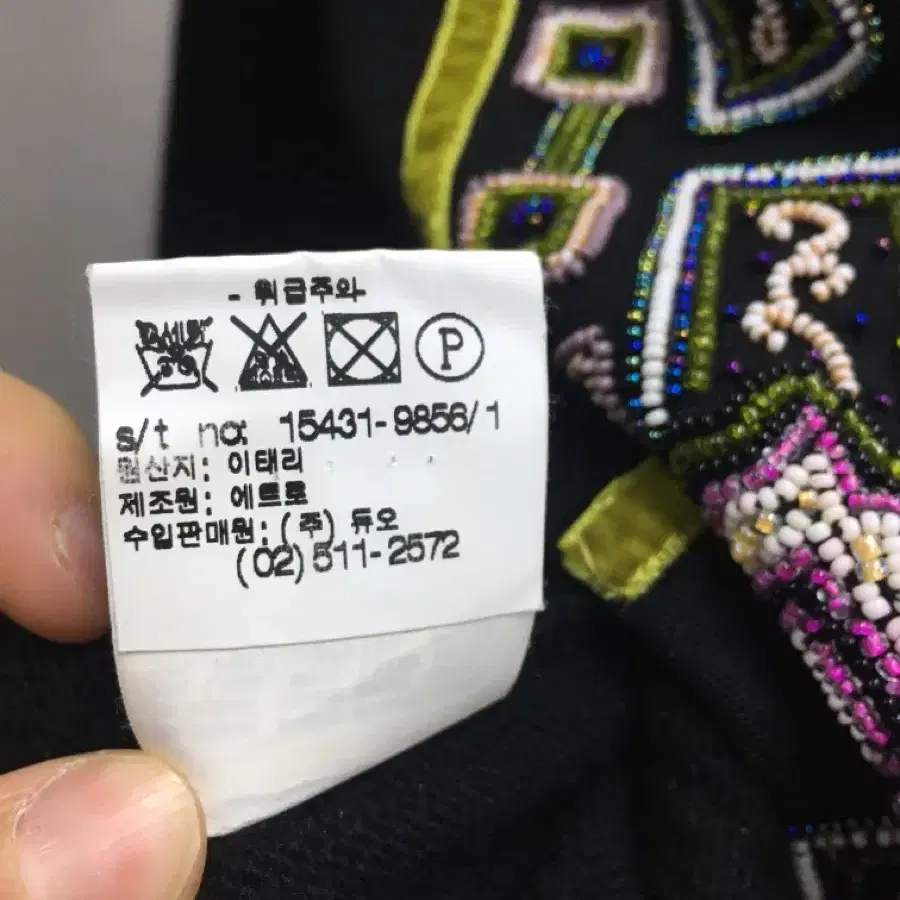 - 취급주의
P
s/t no: 15431-9856/1
원산지: 이태리
제조원: 에트로
수입판매원: (주) 듀오
(02) 511-2572